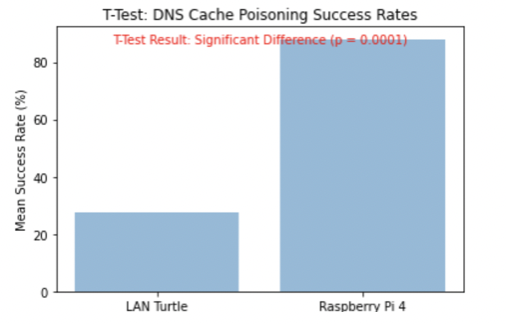 T-Test: DNS Cache Poisoning Success Rates
T-Test Result: Significant Difference (p = 0.0001)
Mean Success Rate (%)
80
60
40
20
0
LAN Turtle
Raspberry Pi 4